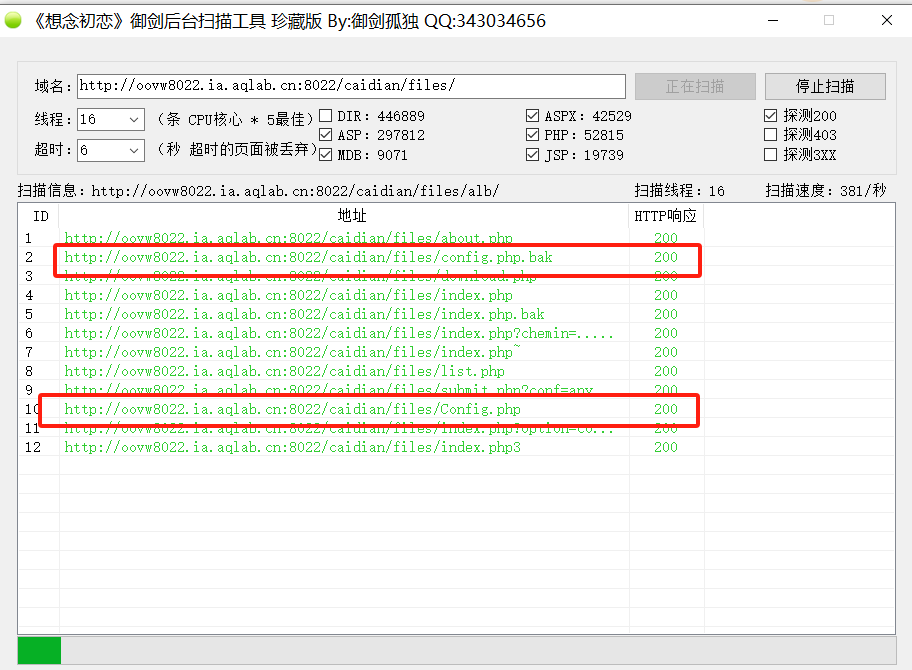 《想念初恋》御剑后台扫描工具 珍藏版 By:御剑孤独 QQ:343034656
域名: http://oovw8022.ia.aqlab.cn:8022/caidian/files/ 正在扫描 停止扫描
线程: 16 (条 CPU核心 * 5最佳) DIR: 446889 ASPX: 42529 探测200
ASP: 297812 PHP: 52815 探测403
超时: 6 (秒 超时的页面被丢弃) MDB: 9071 JSP: 19739 探测3XX
扫描信息: http://oovw8022.ia.aqlab.cn:8022/caidian/files/alb/ 扫描线程: 16 扫描速度: 381/秒
ID 地址 HTTP响应
1 http://oovw8022.ia.aqlab.cn:8022/caidian/files/about.php 200
2 http://oovw8022.ia.aqlab.cn:8022/caidian/files/config.php.bak 200
3 http://oovw8022.ia.aqlab.cn:8022/caidian/files/download.php 200
4 http://oovw8022.ia.aqlab.cn:8022/caidian/files/index.php 200
5 http://oovw8022.ia.aqlab.cn:8022/caidian/files/index.php.bak 200
6 http://oovw8022.ia.aqlab.cn:8022/caidian/files/index.php?chemin=..... 200
7 http://oovw8022.ia.aqlab.cn:8022/caidian/files/index.php~ 200
8 http://oovw8022.ia.aqlab.cn:8022/caidian/files/list.php 200
9 http://oovw8022.ia.aqlab.cn:8022/caidian/files/submit.php?conf=any 200
10 http://oovw8022.ia.aqlab.cn:8022/caidian/files/Config.php 200
11 http://oovw8022.ia.aqlab.cn:8022/caidian/files/index.php?option=co... 200
12 http://oovw8022.ia.aqlab.cn:8022/caidian/files/index.php3 200